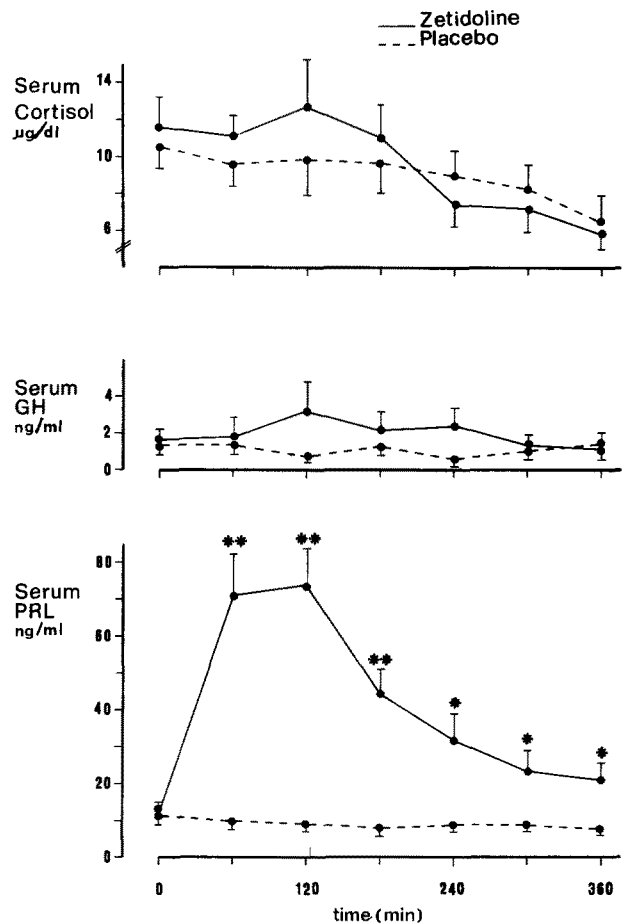 Zetidoline
Placebo
Serum
Cortisol
µg/dl
14
10
6
Serum
GH
ng/ml
4
2
0
** **
Serum
PRL
ng/ml
80
60
**
40
*
*
*
20
0
0 120 240 360
time (min)